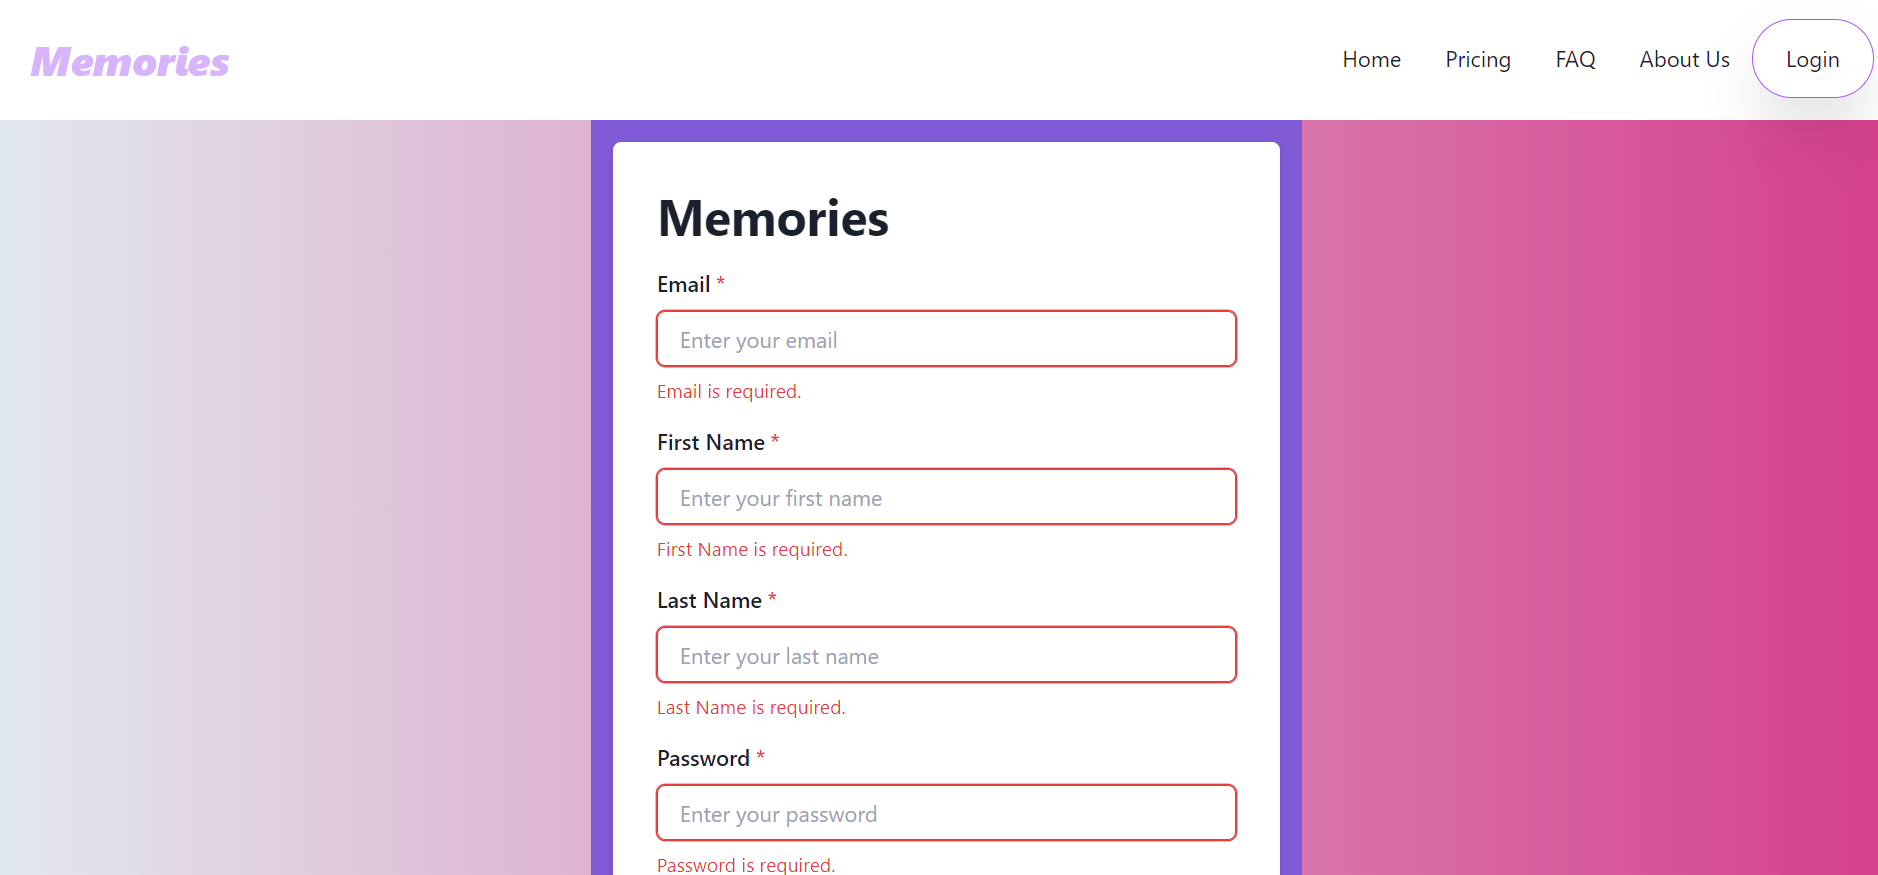 Memories
Home Pricing FAQ About Us Login
Memories
Email *
Enter your email
Email is required.
First Name *
Enter your first name
First Name is required.
Last Name *
Enter your last name
Last Name is required.
Password *
Enter your password
Password is required.